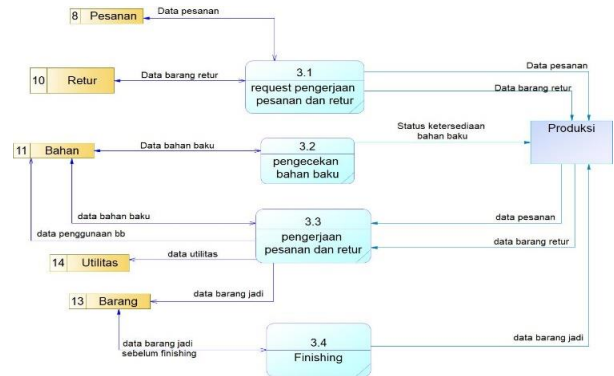 8 Pesanan
Data pesanan
10 Retur
Data barang retur
3.1
request pengerjaan
pesanan dan retur
Data pesanan
Data barang retur
11 Bahan
Data bahan baku
3.2
pengecekan
bahan baku
Status ketersediaan
bahan baku
Produksi
data bahan baku
data penggunaan bb
3.3
pengerjaan
pesanan dan retur
data pesanan
data barang retur
14 Utilitas
data utilitas
13 Barang
data barang jadi
data barang jadi
sebelum finishing
3.4
Finishing
data barang jadi